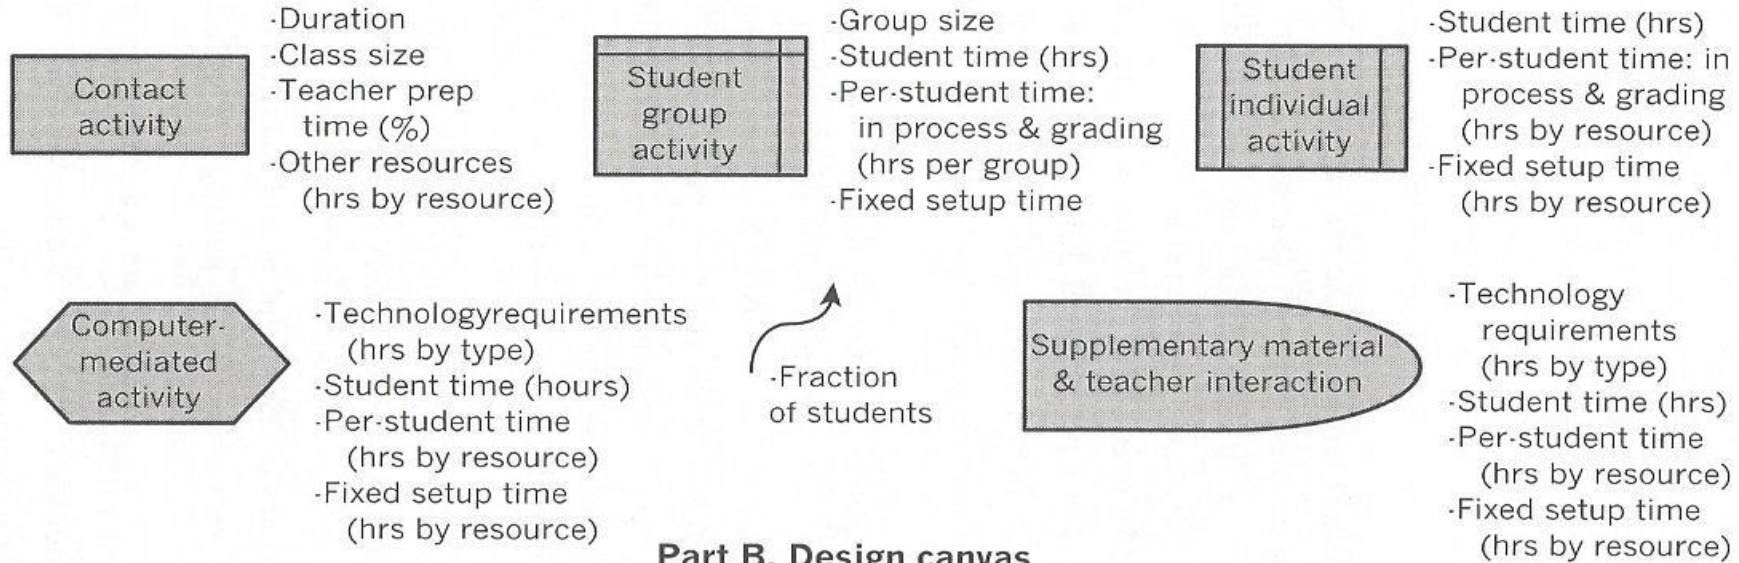 Contact
activity
·Duration
·Class size
·Teacher prep
time (%)
·Other resources
(hrs by resource)
Student
group
activity
·Group size
·Student time (hrs)
·Per-student time:
in process & grading
(hrs per group)
·Fixed setup time
Student
individual
activity
·Student time (hrs)
·Per-student time: in
process & grading
(hrs by resource)
·Fixed setup time
(hrs by resource)
Computer-
mediated
activity
·Technologyrequirements
(hrs by type)
·Student time (hours)
·Per-student time
(hrs by resource)
·Fixed setup time
(hrs by resource)
·Fraction
of students
Supplementary material
& teacher interaction
·Technology
requirements
(hrs by type)
·Student time (hrs)
·Per-student time
(hrs by resource)
·Fixed setup time
(hrs by resource)
Part B. Design canvas